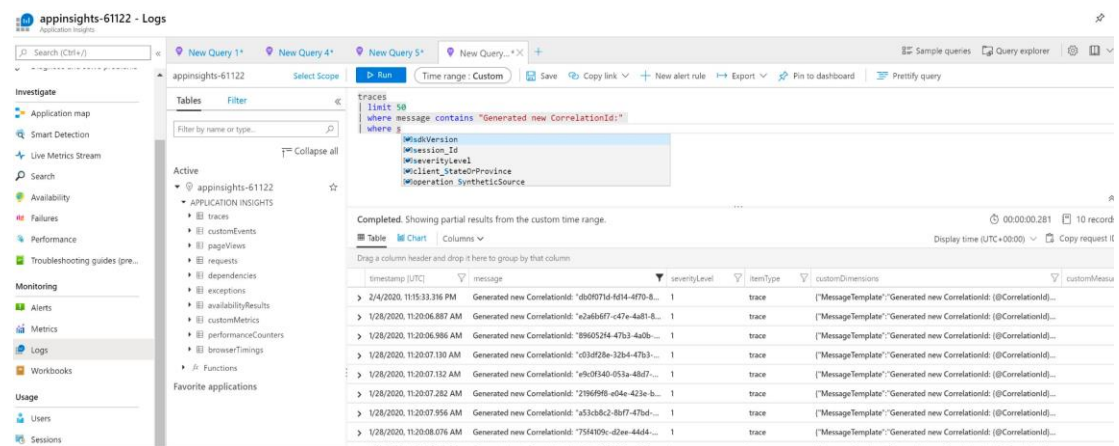 appinsights-61122 - Logs
Application Insights
Search (Ctrl+/)
Investigate
Application map
Smart Detection
Live Metrics Stream
Search
Availability
Failures
Performance
Troubleshooting guides (pre...
Monitoring
Alerts
Metrics
Logs
Workbooks
Usage
Users
Sessions
New Query 1*
New Query 4*
New Query 5*
New Query...*
Sample queries
Query explorer
appinsights-61122
Select Scope
Run
Time range : Custom
Save
Copy link
New alert rule
Export
Pin to dashboard
Prettify query
Tables
Filter
Filter by name or type...
Collapse all
Active
appinsights-61122
APPLICATION INSIGHTS
traces
customEvents
pageViews
requests
dependencies
exceptions
availabilityResults
customMetrics
performanceCounters
browserTimings
Functions
Favorite applications
traces
| limit 50
| where message contains "Generated new CorrelationId:"
| where s
sdkVersion
session_Id
severityLevel
client_StateOrProvince
operation_SyntheticSource
Completed. Showing partial results from the custom time range.
00:00:00.281
10 records
Table
Chart
Columns
Display time (UTC+00:00)
Copy request ID
Drag a column header and drop it here to group by that column
timestamp [UTC] message severityLevel itemType customDimensions customMeasu
2/4/2020, 11:15:33.316 PM Generated new CorrelationId: "db0f071d-fd14-4f70-8... 1 trace {"MessageTemplate":"Generated new CorrelationId: {@CorrelationId}...
1/28/2020, 11:20:06.887 AM Generated new CorrelationId: "e2a6b6f7-c47e-4a81-8... 1 trace {"MessageTemplate":"Generated new CorrelationId: {@CorrelationId}...
1/28/2020, 11:20:06.986 AM Generated new CorrelationId: "896052f4-47b3-4a0b-... 1 trace {"MessageTemplate":"Generated new CorrelationId: {@CorrelationId}...
1/28/2020, 11:20:07.130 AM Generated new CorrelationId: "c03df28e-32b4-47b3-... 1 trace {"MessageTemplate":"Generated new CorrelationId: {@CorrelationId}...
1/28/2020, 11:20:07.132 AM Generated new CorrelationId: "e9c0f340-053a-48d7-... 1 trace {"MessageTemplate":"Generated new CorrelationId: {@CorrelationId}...
1/28/2020, 11:20:07.282 AM Generated new CorrelationId: "2196f9f8-e04e-423e-b... 1 trace {"MessageTemplate":"Generated new CorrelationId: {@CorrelationId}...
1/28/2020, 11:20:07.956 AM Generated new CorrelationId: "a53cb8c2-8bf7-47bd-... 1 trace {"MessageTemplate":"Generated new CorrelationId: {@CorrelationId}...
1/28/2020, 11:20:08.076 AM Generated new CorrelationId: "75f4109c-d2ee-44d4-... 1 trace {"MessageTemplate":"Generated new CorrelationId: {@CorrelationId}...